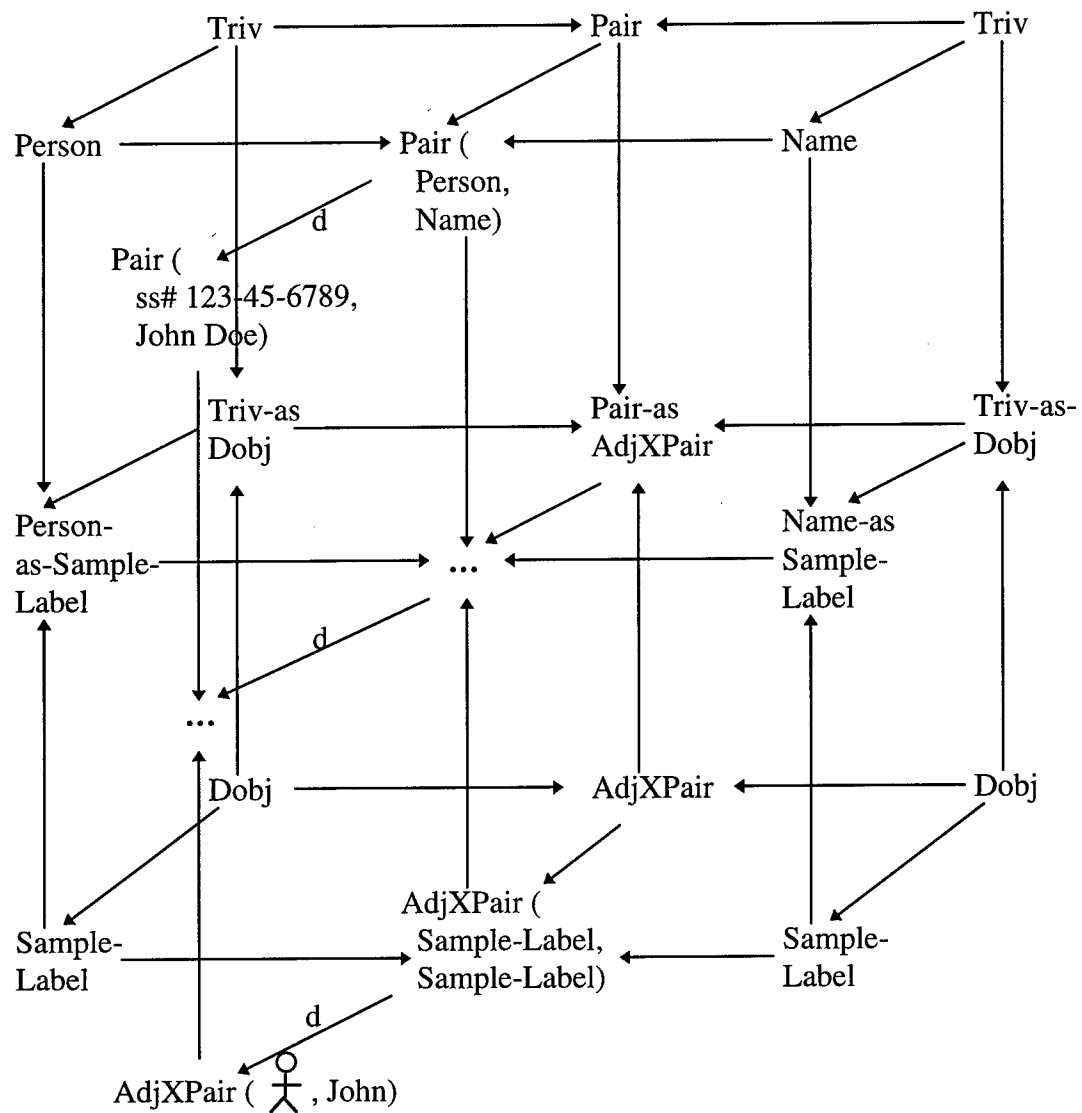 Triv
Pair
Triv
Person
Pair (
Person,
Name)
Name
d
Pair (
ss# 123-45-6789,
John Doe)
Triv-as
Dobj
Pair-as
AdjXPair
Triv-as-
Dobj
Person-
as-Sample-
Label
...
Name-as
Sample-
Label
d
...
Dobj
AdjXPair
Dobj
Sample-
Label
AdjXPair (
Sample-Label,
Sample-Label)
Sample-
Label
d
AdjXPair ( , John)